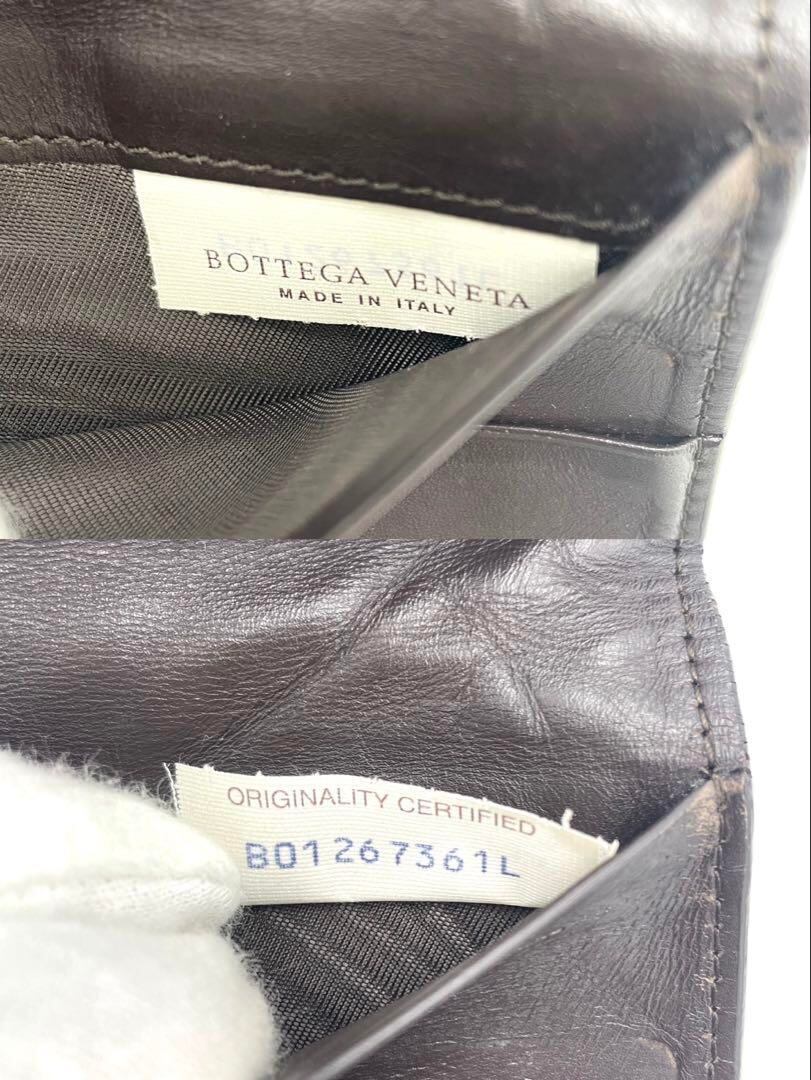 BOTTEGA VENETA
MADE IN ITALY
ORIGINALITY CERTIFIED
B01267361L